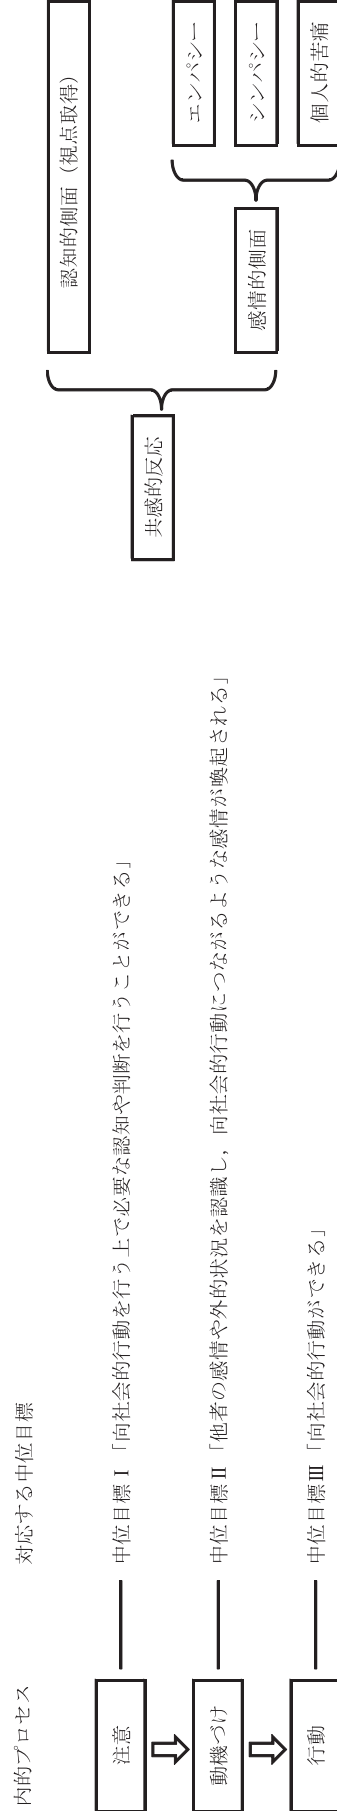 内的プロセス
対応する中位目標
注意
中位目標Ⅰ「向社会的行動を行う上で必要な認知や判断を行うことができる」
動機づけ
中位目標Ⅱ「他者の感情や外的状況を認識し，向社会的行動につながるような感情が喚起される」
行動
中位目標Ⅲ「向社会的行動ができる」
共感的反応
認知的側面（視点取得）
感情的側面
エンパシー
シンパシー
個人的苦痛